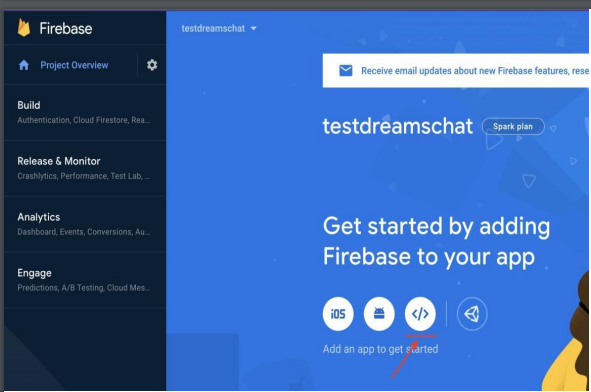 Firebase
testdreamschat
Project Overview
Receive email updates about new Firebase features, rese
Build
Authentication, Cloud Firestore, Rea...
testdreamschat
Spark plan
Release & Monitor
Crashlytics, Performance, Test Lab, ...
Analytics
Dashboard, Events, Conversions, Au...
Get started by adding
Firebase to your app
Engage
Predictions, A/B Testing, Cloud Mes...
iOS
</>
Add an app to get started